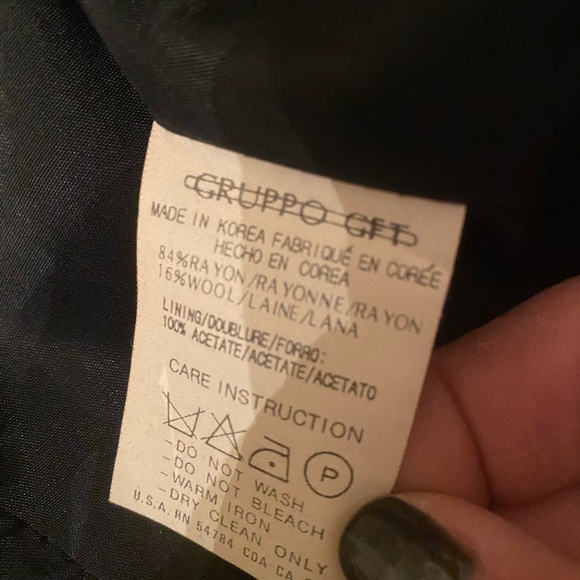 GRUPPO GFT
MADE IN KOREA FABRIQUÉ EN CORÉE
HECHO EN COREA
84%RAYON/RAYONNE/RAYON
16%WOOL/LAINE/LANA
LINING/DOUBLURE/FORRO:
100% ACETATE/ACETATE/ACETATO
CARE INSTRUCTION
P
-DO NOT WASH
-DO NOT BLEACH
-WARM IRON
-DRY CLEAN ONLY
U.S.A. RN 54784 CDA CA